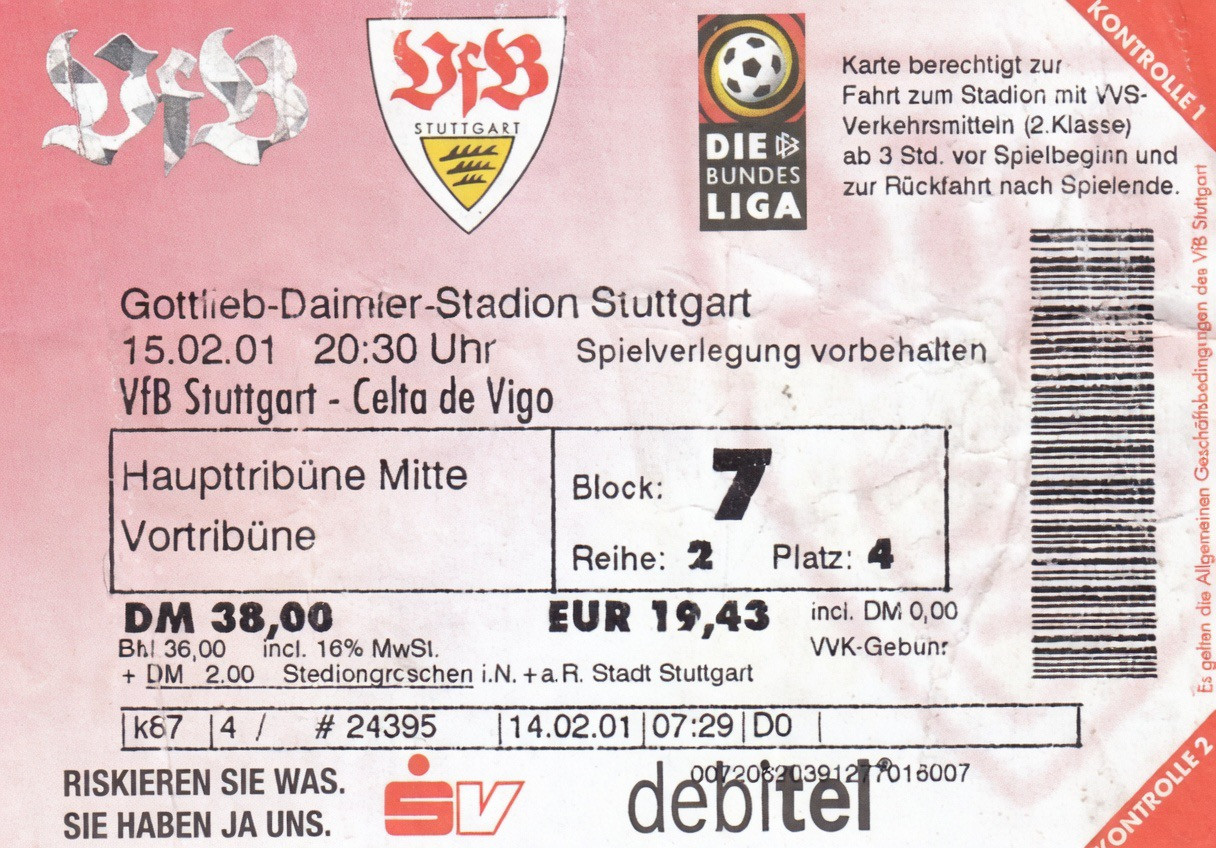 VfB
VfB
STUTTGART
DIE DFB
BUNDES
LIGA
Karte berechtigt zur
Fahrt zum Stadion mit VVS-
Verkehrsmitteln (2.Klasse)
ab 3 Std. vor Spielbeginn und
zur Rückfahrt nach Spielende.
KONTROLLE 1
Gottlieb-Daimler-Stadion Stuttgart
15.02.01 20:30 Uhr Spielverlegung vorbehalten
VfB Stuttgart - Celta de Vigo
Haupttribüne Mitte
Vortribüne
Block: 7
Reihe: 2 Platz: 4
DM 38,00 EUR 19,43 incl. DM 0,00
Bhl 36,00 incl. 16% MwSt. VVK-Gebühr
+ DM 2.00 Stediongroschen i.N.+a.R. Stadt Stuttgart
k87 | 4 / # 24395 | 14.02.01 | 07:29 | DO |
RISKIEREN SIE WAS.
SIE HABEN JA UNS.
SV
debitel®
Es gelten die Allgemeinen Geschäftsbedingungen des VfB Stuttgart
KONTROLLE 2